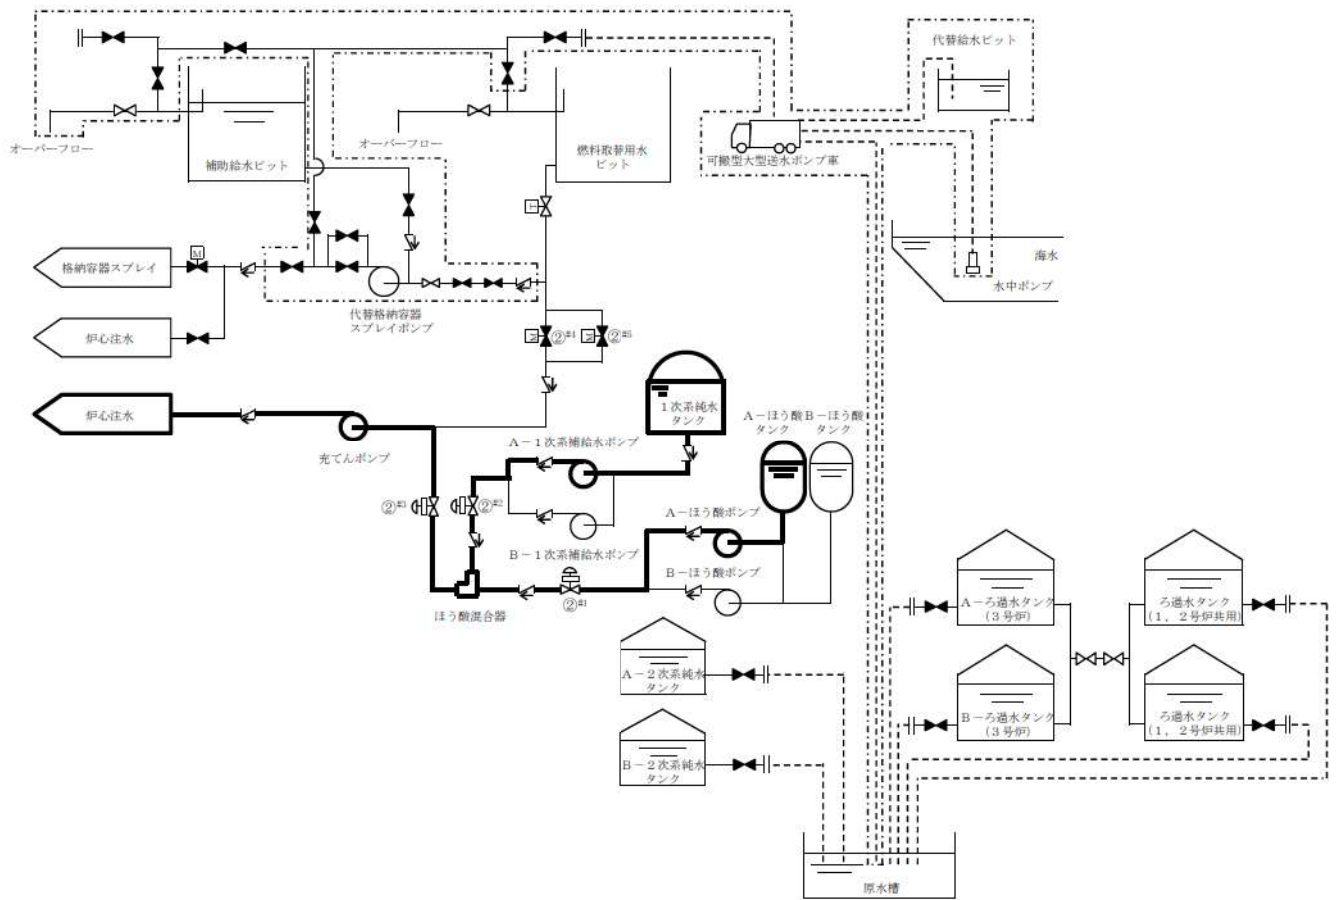 代替給水ピット
オーバーフロー
オーバーフロー
補助給水ピット
燃料取替用水
ピット
可搬型大型送水ポンプ車
海水
水中ポンプ
格納容器スプレイ
M
代替格納容器
スプレイポンプ
炉心注水
M
②#4
M
②#5
炉心注水
充てんポンプ
1次系純水
タンク
A-ほう酸
タンク
B-ほう酸
タンク
A-1次系補給水ポンプ
②#3
②#2
A-ほう酸ポンプ
B-1次系補給水ポンプ
B-ほう酸ポンプ
②#1
ほう酸混合器
A-2次系純水
タンク
B-2次系純水
タンク
A-ろ過水タンク
(3号炉)
ろ過水タンク
(1, 2号炉共用)
B-ろ過水タンク
(3号炉)
ろ過水タンク
(1, 2号炉共用)
原水槽